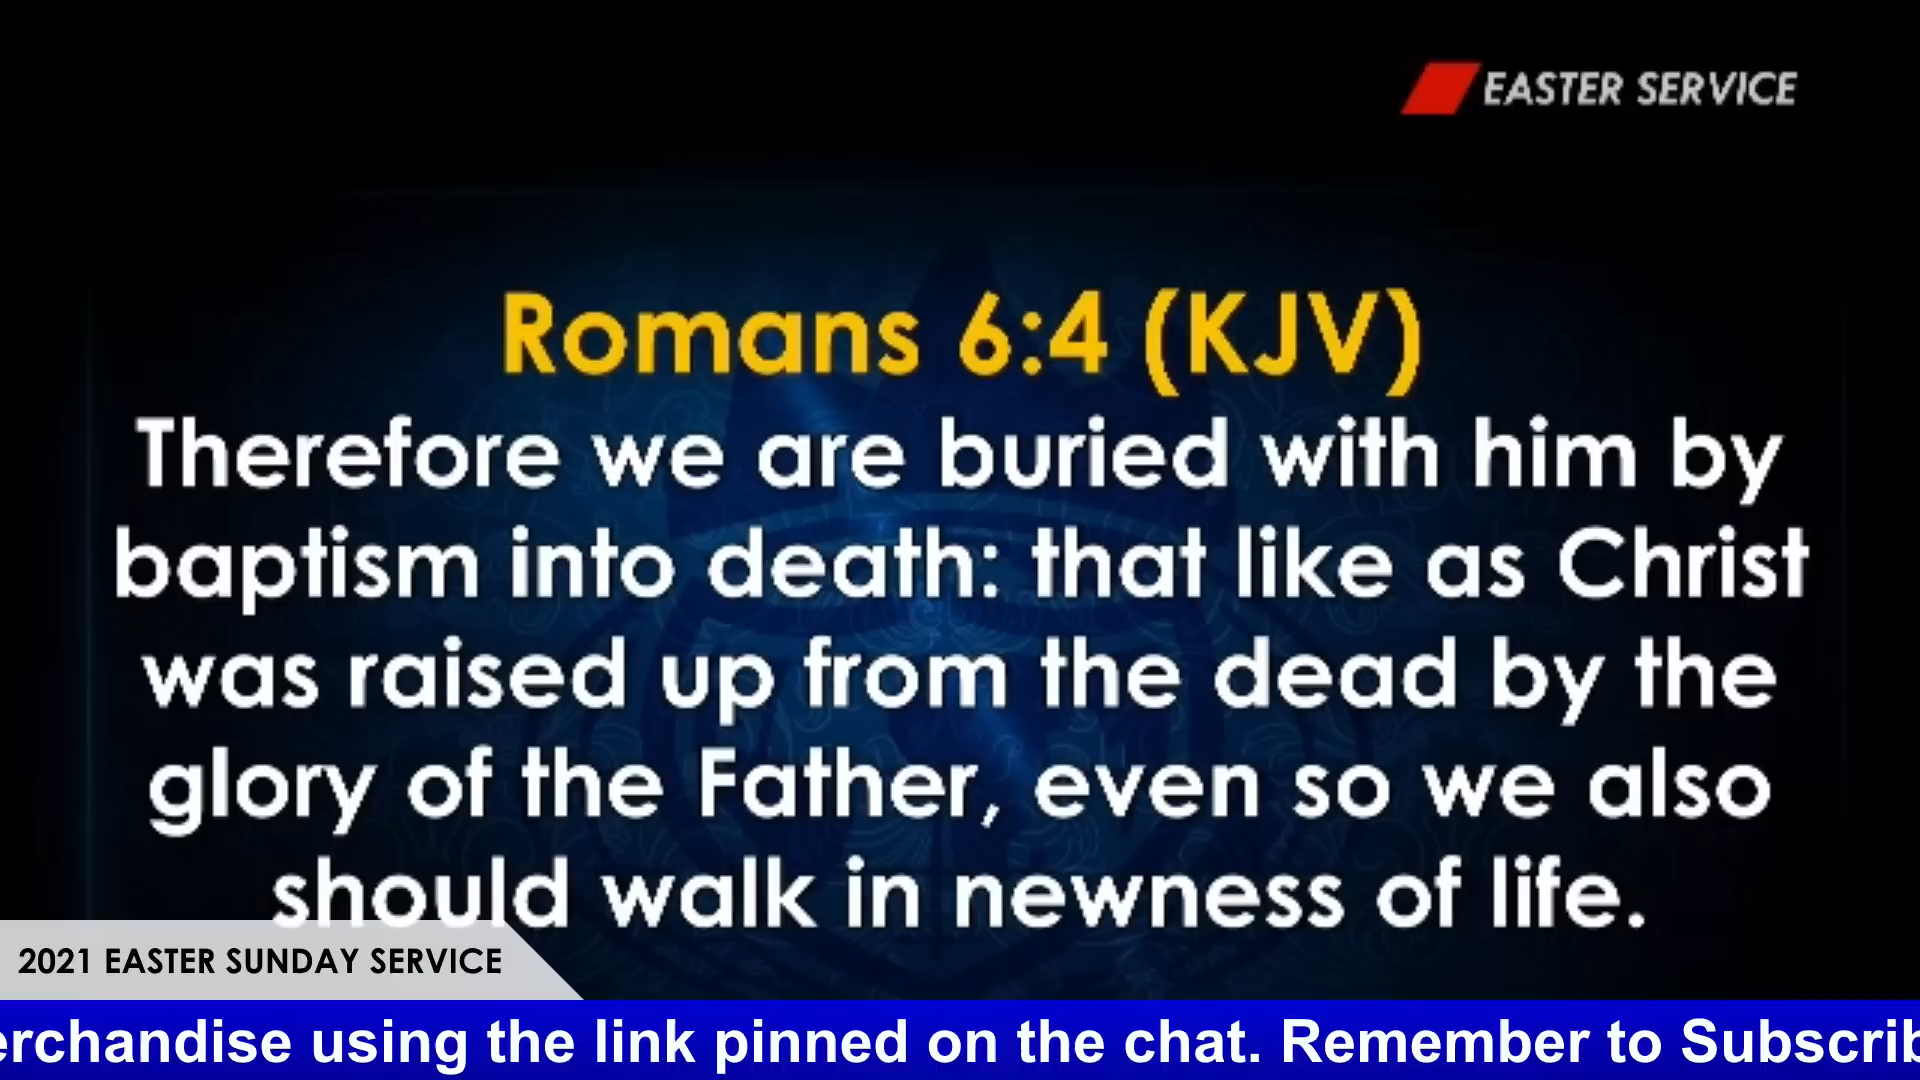 EASTER SERVICE
Romans 6:4 (KJV)
Therefore we are buried with him by
baptism into death: that like as Christ
was raised up from the dead by the
glory of the Father, even so we also
should walk in newness of life.
2021 EASTER SUNDAY SERVICE
erchandise using the link pinned on the chat. Remember to Subscrib